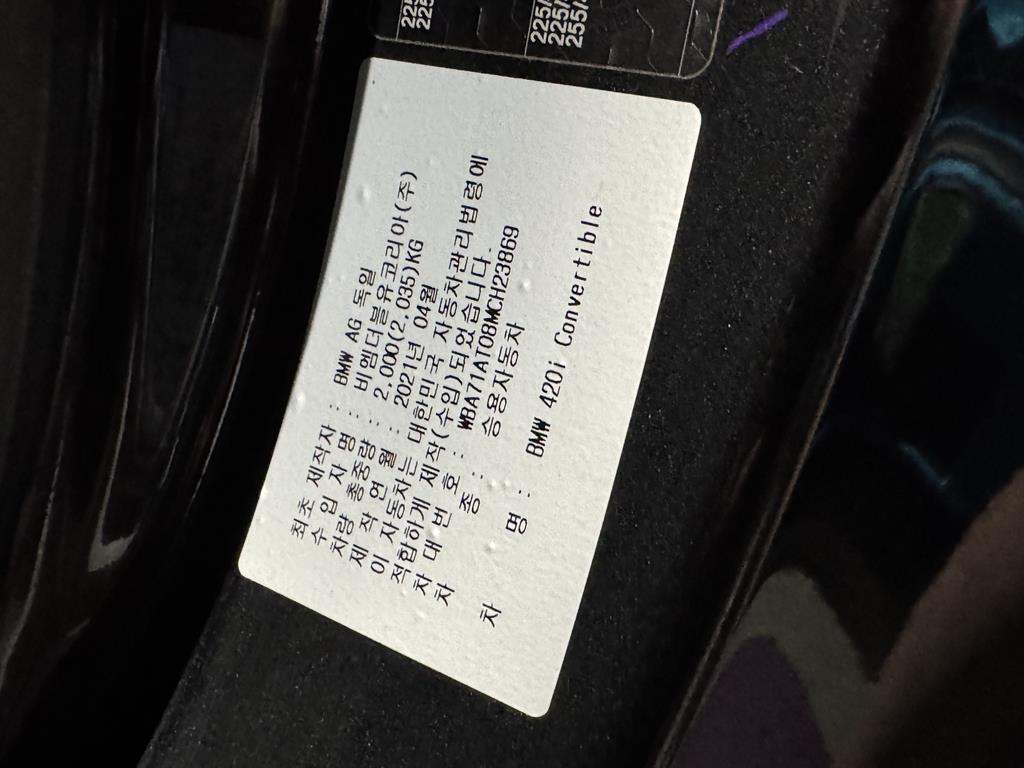 최초 제작자 : BMW AG 독일
수 입 자 명 : 비엠더블유코리아(주)
차량 총중량 : 2,000(2,035)KG
제 작 연 월 : 2021년 04월
이 자동차는 대한민국 자동차관리법령에
적합하게 제작(수입)되었습니다.
차 대 번 호 : WBA71AT08MCH23869
차 종 : 승용자동차
차 명 : BMW 420i Convertible
225/
225/
255/